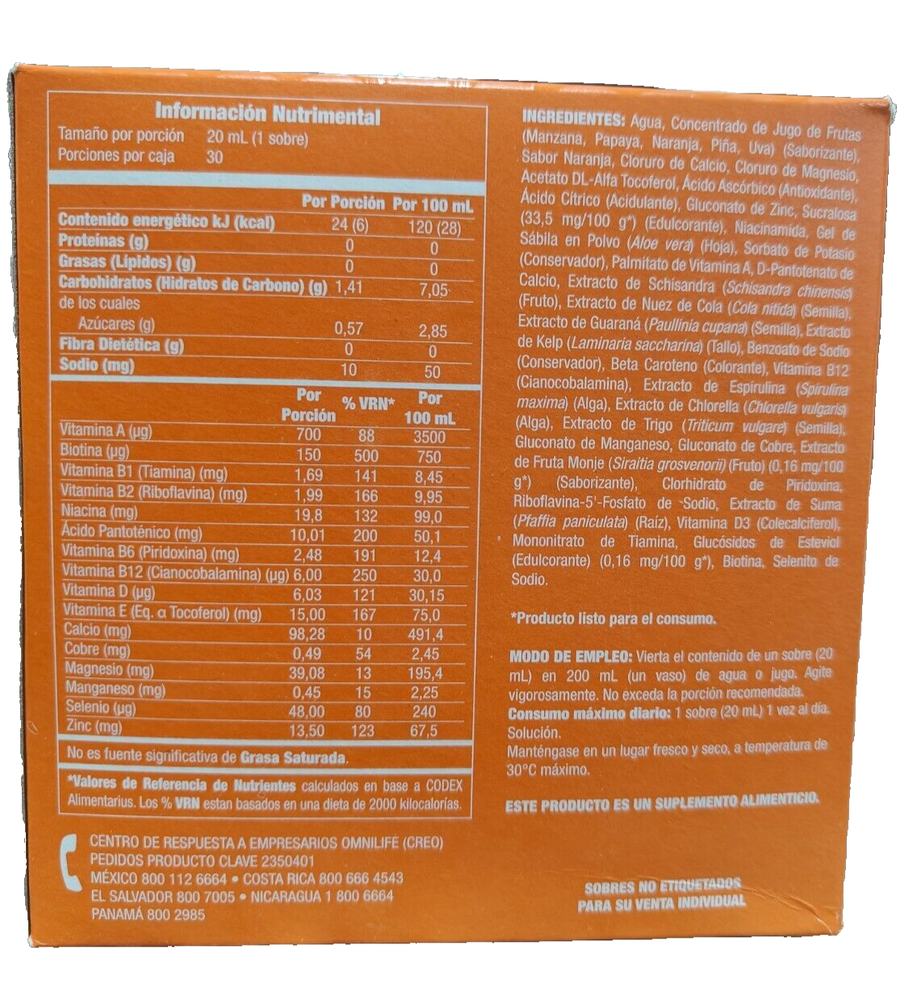 Información Nutrimental
Tamaño por porción 20 mL (1 sobre)
Porciones por caja 30
Por Porción Por 100 mL
Contenido energético kJ (kcal) 24 (6) 120 (28)
Proteínas (g) 0 0
Grasas (Lípidos) (g) 0 0
Carbohidratos (Hidratos de Carbono) (g) 1,41 7,05
de los cuales
Azúcares (g) 0,57 2,85
Fibra Dietética (g) 0 0
Sodio (mg) 10 50
Por Porción % VRN* Por 100 mL
Vitamina A (µg) 700 88 3500
Biotina (µg) 150 500 750
Vitamina B1 (Tiamina) (mg) 1,69 141 8,45
Vitamina B2 (Riboflavina) (mg) 1,99 166 9,95
Niacina (mg) 19,8 132 99,0
Ácido Pantoténico (mg) 10,01 200 50,1
Vitamina B6 (Piridoxina) (mg) 2,48 191 12,4
Vitamina B12 (Cianocobalamina) (µg) 6,00 250 30,0
Vitamina D (µg) 6,03 121 30,15
Vitamina E (Eq. α Tocoferol) (mg) 15,00 167 75,0
Calcio (mg) 98,28 10 491,4
Cobre (mg) 0,49 54 2,45
Magnesio (mg) 39,08 13 195,4
Manganeso (mg) 0,45 15 2,25
Selenio (µg) 48,00 80 240
Zinc (mg) 13,50 123 67,5
No es fuente significativa de Grasa Saturada.
*Valores de Referencia de Nutrientes calculados en base a CODEX
Alimentarius. Los % VRN estan basados en una dieta de 2000 kilocalorías.
CENTRO DE RESPUESTA A EMPRESARIOS OMNILIFE (CREO)
PEDIDOS PRODUCTO CLAVE 2350401
MÉXICO 800 112 6664 • COSTA RICA 800 666 4543
EL SALVADOR 800 7005 • NICARAGUA 1 800 6664
PANAMÁ 800 2985
INGREDIENTES: Agua, Concentrado de Jugo de Frutas
(Manzana, Papaya, Naranja, Piña, Uva) (Saborizante),
Sabor Naranja, Cloruro de Calcio, Cloruro de Magnesio,
Acetato DL-Alfa Tocoferol, Ácido Ascórbico (Antioxidante),
Ácido Cítrico (Acidulante), Gluconato de Zinc, Sucralosa
(33,5 mg/100 g*) (Edulcorante), Niacinamida, Gel de
Sábila en Polvo (Aloe vera) (Hoja), Sorbato de Potasio
(Conservador), Palmitato de Vitamina A, D-Pantotenato de
Calcio, Extracto de Schisandra (Schisandra chinensis)
(Fruto), Extracto de Nuez de Cola (Cola nitida) (Semilla),
Extracto de Guaraná (Paullinia cupana) (Semilla), Extracto
de Kelp (Laminaria saccharina) (Tallo), Benzoato de Sodio
(Conservador), Beta Caroteno (Colorante), Vitamina B12
(Cianocobalamina), Extracto de Espirulina (Spirulina
maxima) (Alga), Extracto de Chlorella (Chlorella vulgaris)
(Alga), Extracto de Trigo (Triticum vulgare) (Semilla),
Gluconato de Manganeso, Gluconato de Cobre, Extracto
de Fruta Monje (Siraitia grosvenorii) (Fruto) (0,16 mg/100
g*) (Saborizante), Clorhidrato de Piridoxina,
Riboflavina-5'-Fosfato de Sodio, Extracto de Suma
(Pfaffia paniculata) (Raíz), Vitamina D3 (Colecalciferol),
Mononitrato de Tiamina, Glucósidos de Esteviol
(Edulcorante) (0,16 mg/100 g*), Biotina, Selenito de
Sodio.
*Producto listo para el consumo.
MODO DE EMPLEO: Vierta el contenido de un sobre (20
mL) en 200 mL (un vaso) de agua o jugo. Agite
vigorosamente. No exceda la porción recomendada.
Consumo máximo diario: 1 sobre (20 mL) 1 vez al día.
Solución.
Manténgase en un lugar fresco y seco, a temperatura de
30°C máximo.
ESTE PRODUCTO ES UN SUPLEMENTO ALIMENTICIO.
SOBRES NO ETIQUETADOS
PARA SU VENTA INDIVIDUAL